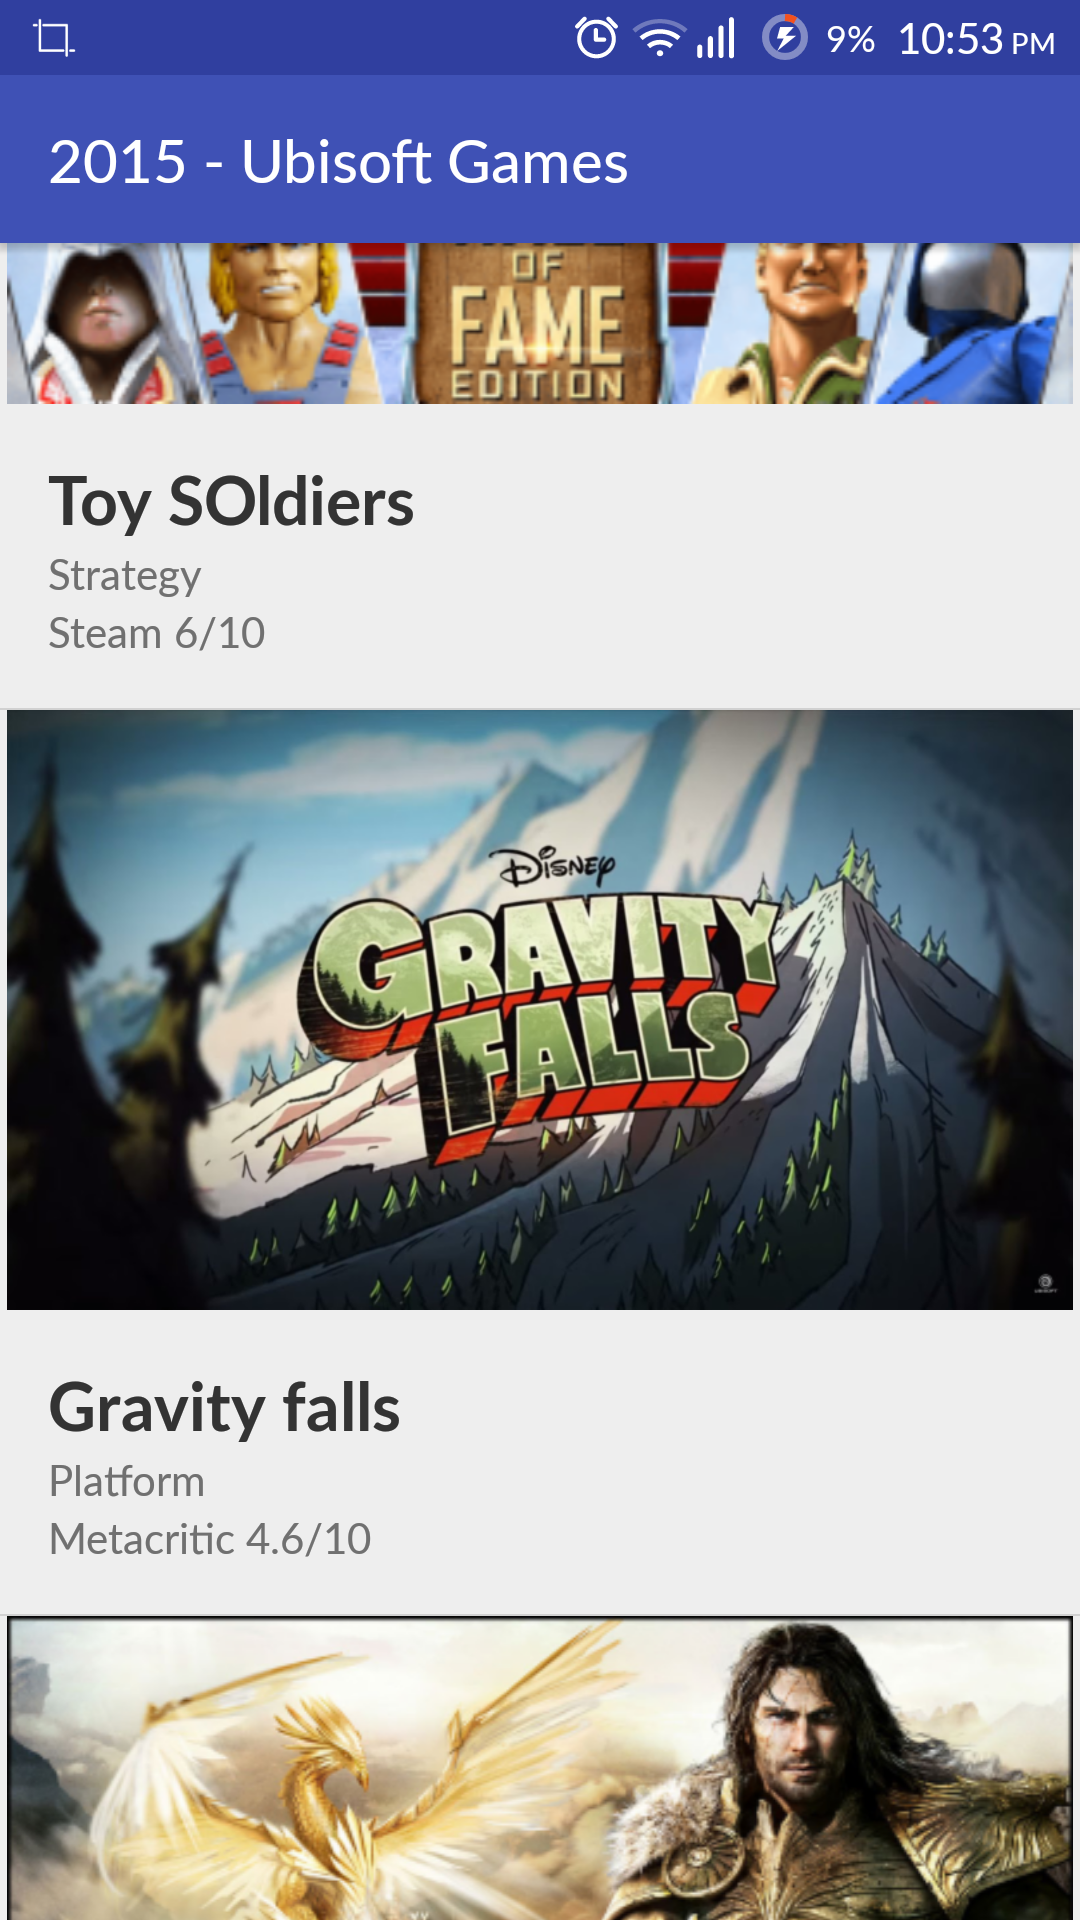 9% 10:53 PM
2015 - Ubisoft Games
OF
FAME
EDITION
Toy SOldiers
Strategy
Steam 6/10
Disney
GRAVITY
FALLS
Gravity falls
Platform
Metacritic 4.6/10